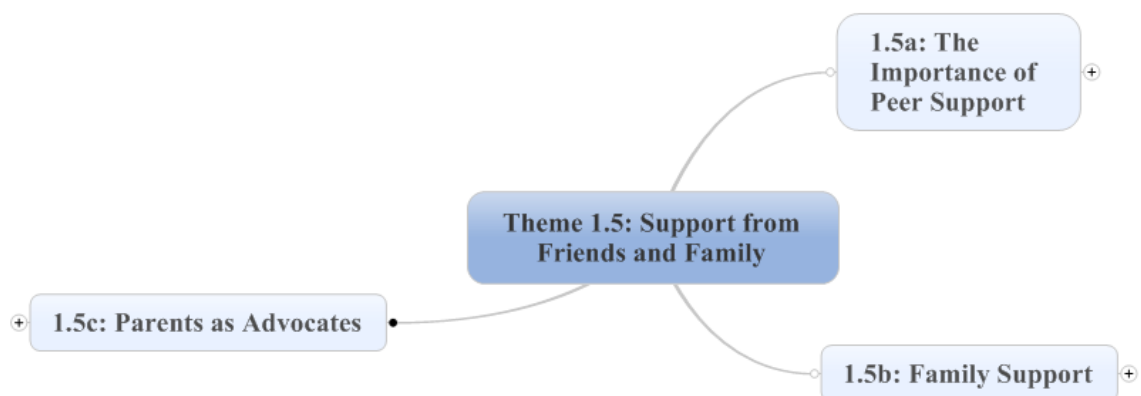 1.5a: The
Importance of
Peer Support
Theme 1.5: Support from
Friends and Family
1.5c: Parents as Advocates
1.5b: Family Support